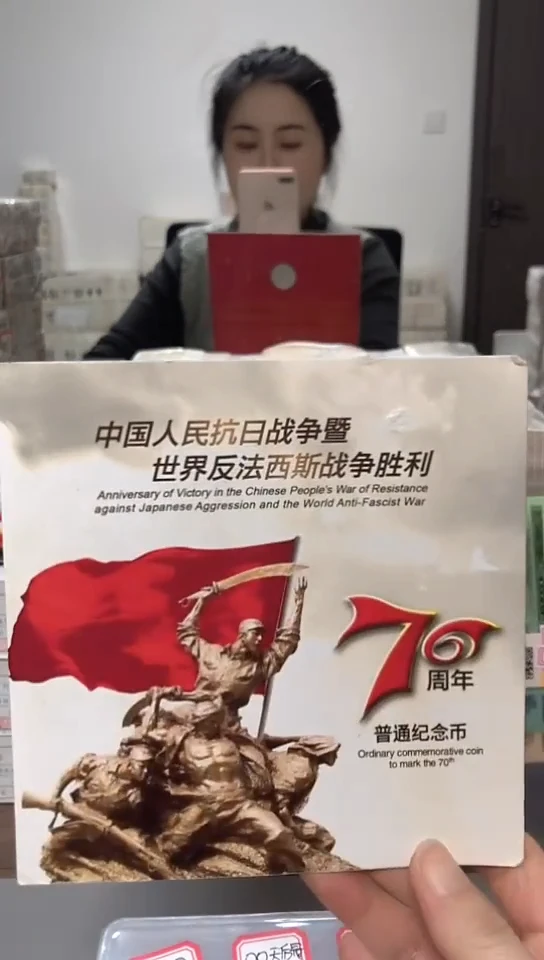 中国人民抗日战争暨
世界反法西斯战争胜利
Anniversary of Victory in the Chinese People's War of Resistance
against Japanese Aggression and the World Anti-Fascist War
70
周年
普通纪念币
Ordinary commemorative coin
to mark the 70th